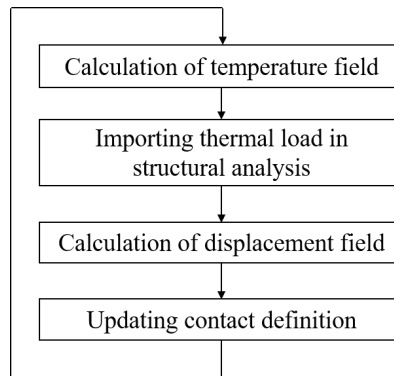 Calculation of temperature field
Importing thermal load in
structural analysis
Calculation of displacement field
Updating contact definition